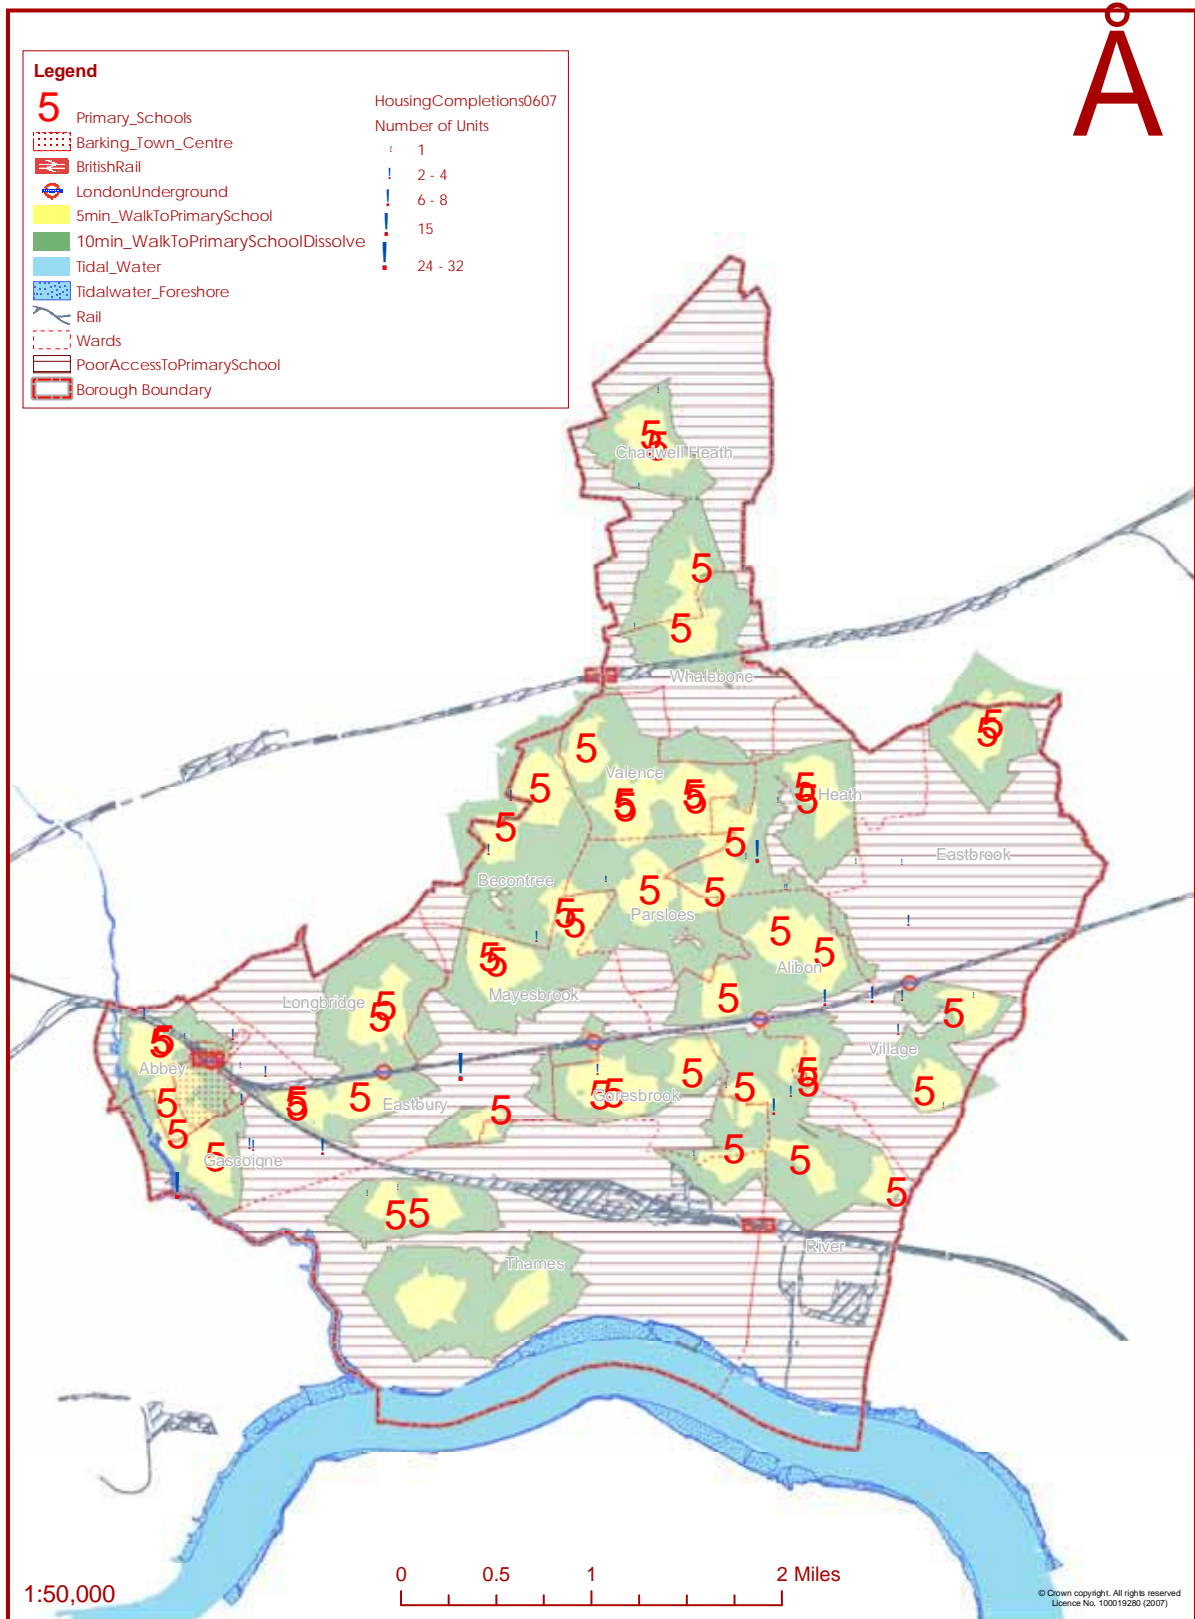 Å
Legend
5 Primary_Schools
Barking_Town_Centre
BritishRail
LondonUnderground
5min_WalkToPrimarySchool
10min_WalkToPrimarySchoolDissolve
Tidal_Water
Tidalwater_Foreshore
Rail
Wards
PoorAccessToPrimarySchool
Borough Boundary
HousingCompletions0607
Number of Units
! 1
! 2 - 4
! 6 - 8
! 15
! 24 - 32
Chadwell Heath
Whalebone
Valence
Heath
Eastbrook
Becontree
Parsloes
Alibon
Mayesbrook
Longbridge
Village
Abbey
Goresbrook
Eastbury
Gascoigne
River
Thames
1:50,000
0 0.5 1 2 Miles
© Crown copyright. All rights reserved
Licence No. 100019280 (2007)